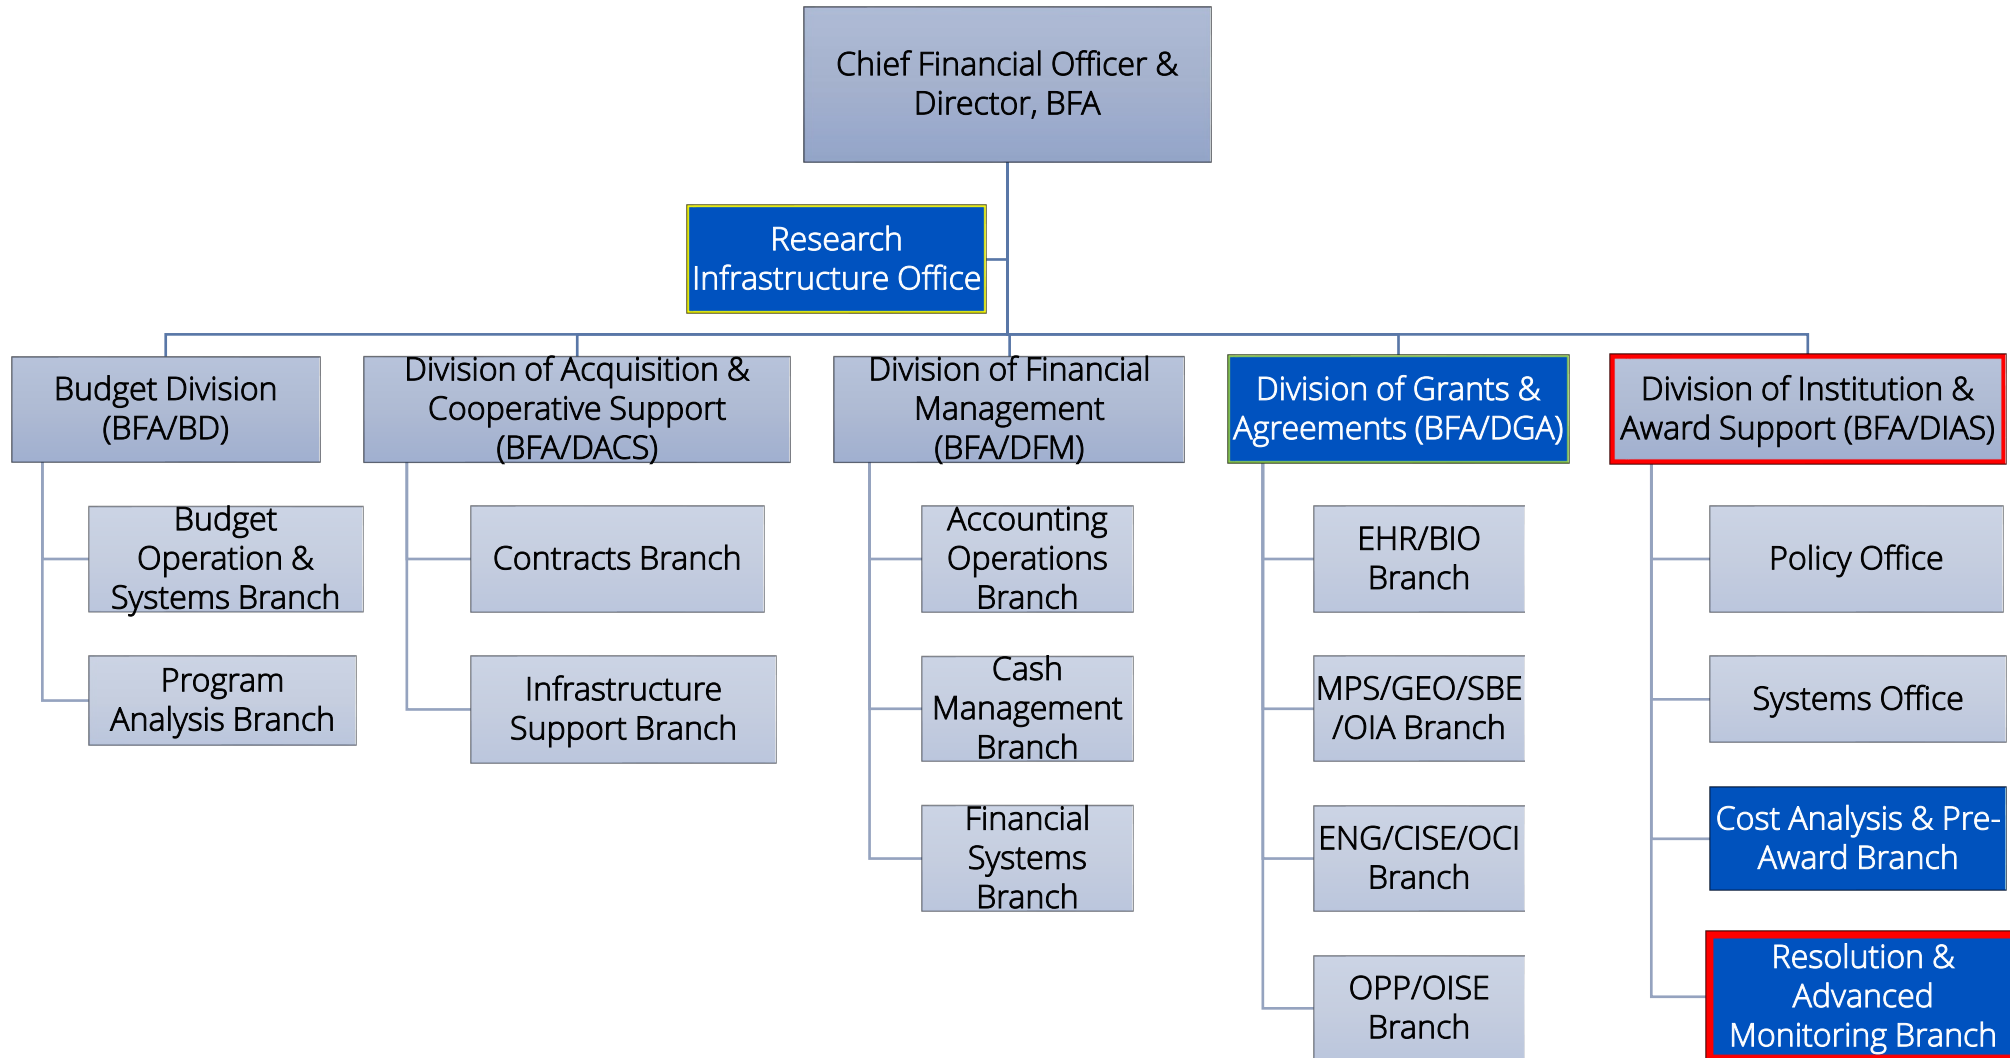 Chief Financial Officer &
Director, BFA
Research
Infrastructure Office
Budget Division
(BFA/BD)
Division of Acquisition &
Cooperative Support
(BFA/DACS)
Division of Financial
Management
(BFA/DFM)
Division of Grants &
Agreements (BFA/DGA)
Division of Institution &
Award Support (BFA/DIAS)
Budget
Operation &
Systems Branch
Program
Analysis Branch
Contracts Branch
Infrastructure
Support Branch
Accounting
Operations
Branch
Cash
Management
Branch
Financial
Systems
Branch
EHR/BIO
Branch
MPS/GEO/SBE
/OIA Branch
ENG/CISE/OCI
Branch
OPP/OISE
Branch
Policy Office
Systems Office
Cost Analysis & Pre-
Award Branch
Resolution &
Advanced
Monitoring Branch